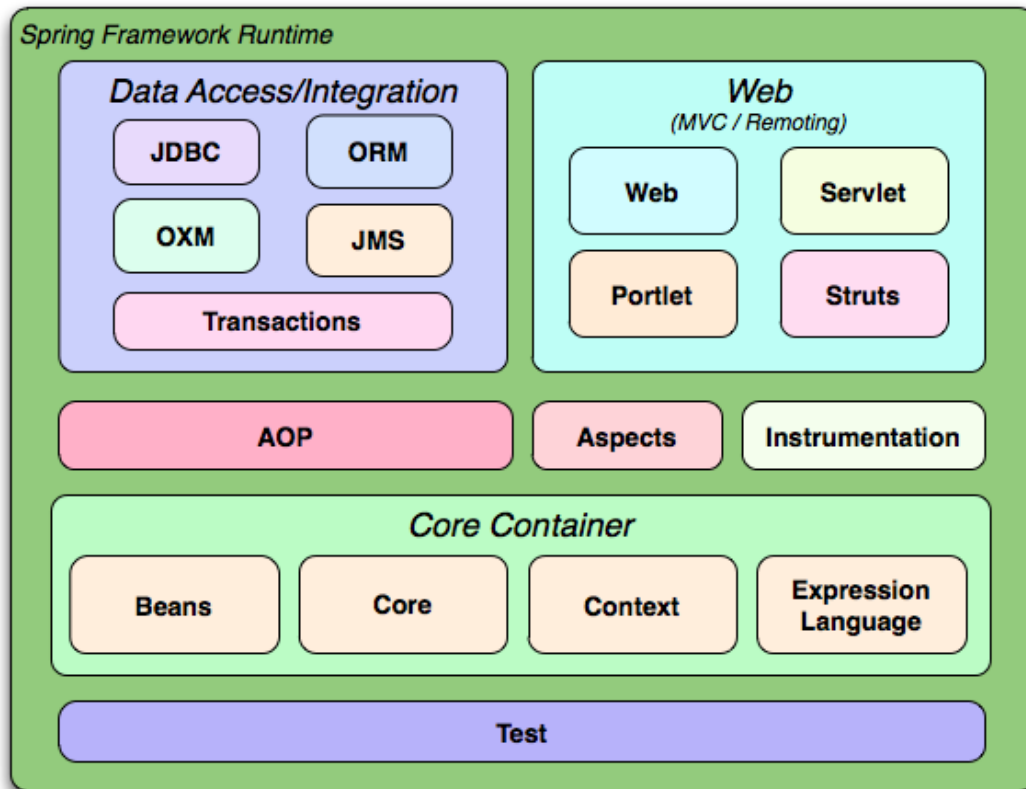 Spring Framework Runtime
Data Access/Integration
JDBC
ORM
OXM
JMS
Transactions
Web
(MVC / Remoting)
Web
Servlet
Portlet
Struts
AOP
Aspects
Instrumentation
Core Container
Beans
Core
Context
Expression
Language
Test